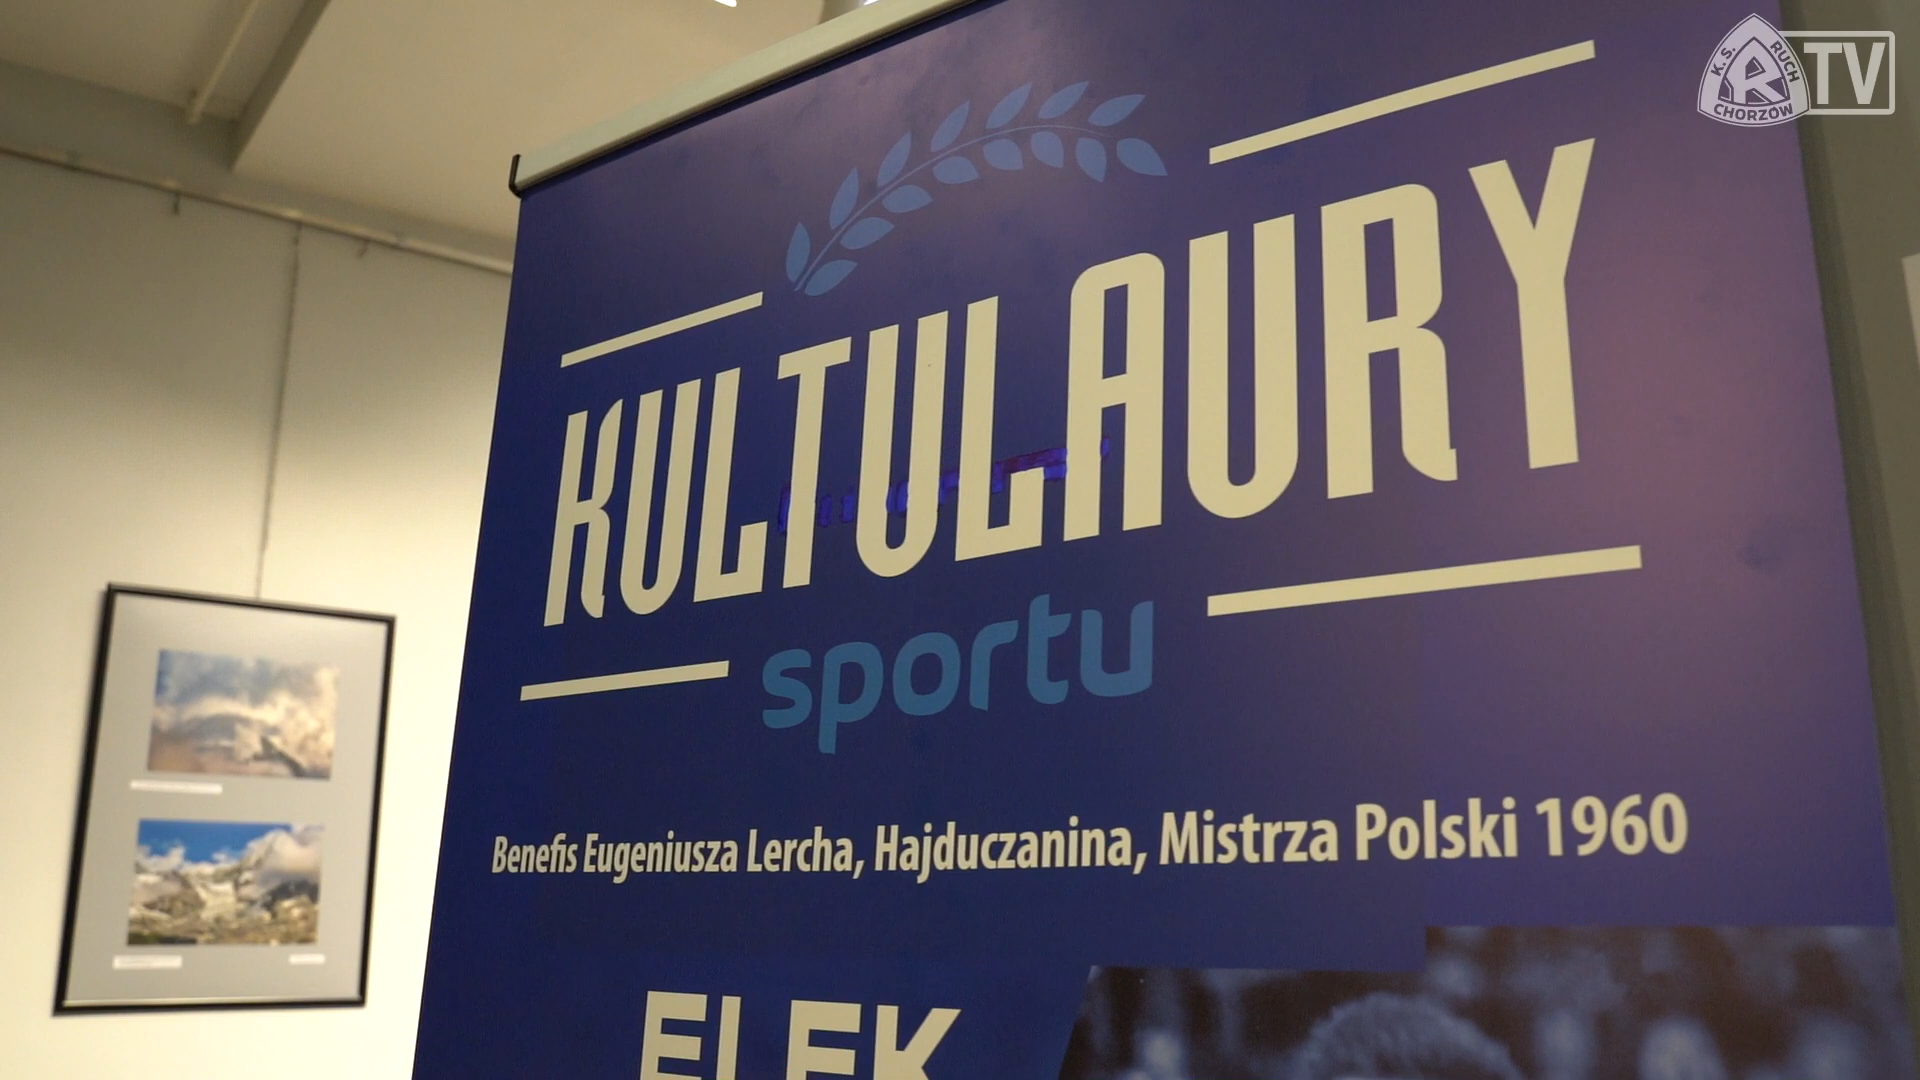 K.S. RUCH CHORZÓW TV
KULTULAURY
sportu
Benefis Eugeniusza Lercha, Hajduczanina, Mistrza Polski 1960
ELEK